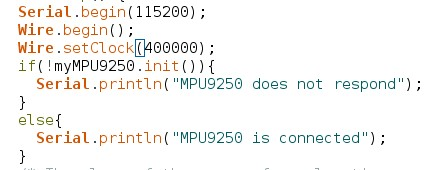 Serial.begin(115200);
Wire.begin();
Wire.setClock(400000);
if(!myMPU9250.init()){
Serial.println("MPU9250 does not respond");
}
else{
Serial.println("MPU9250 is connected");
}